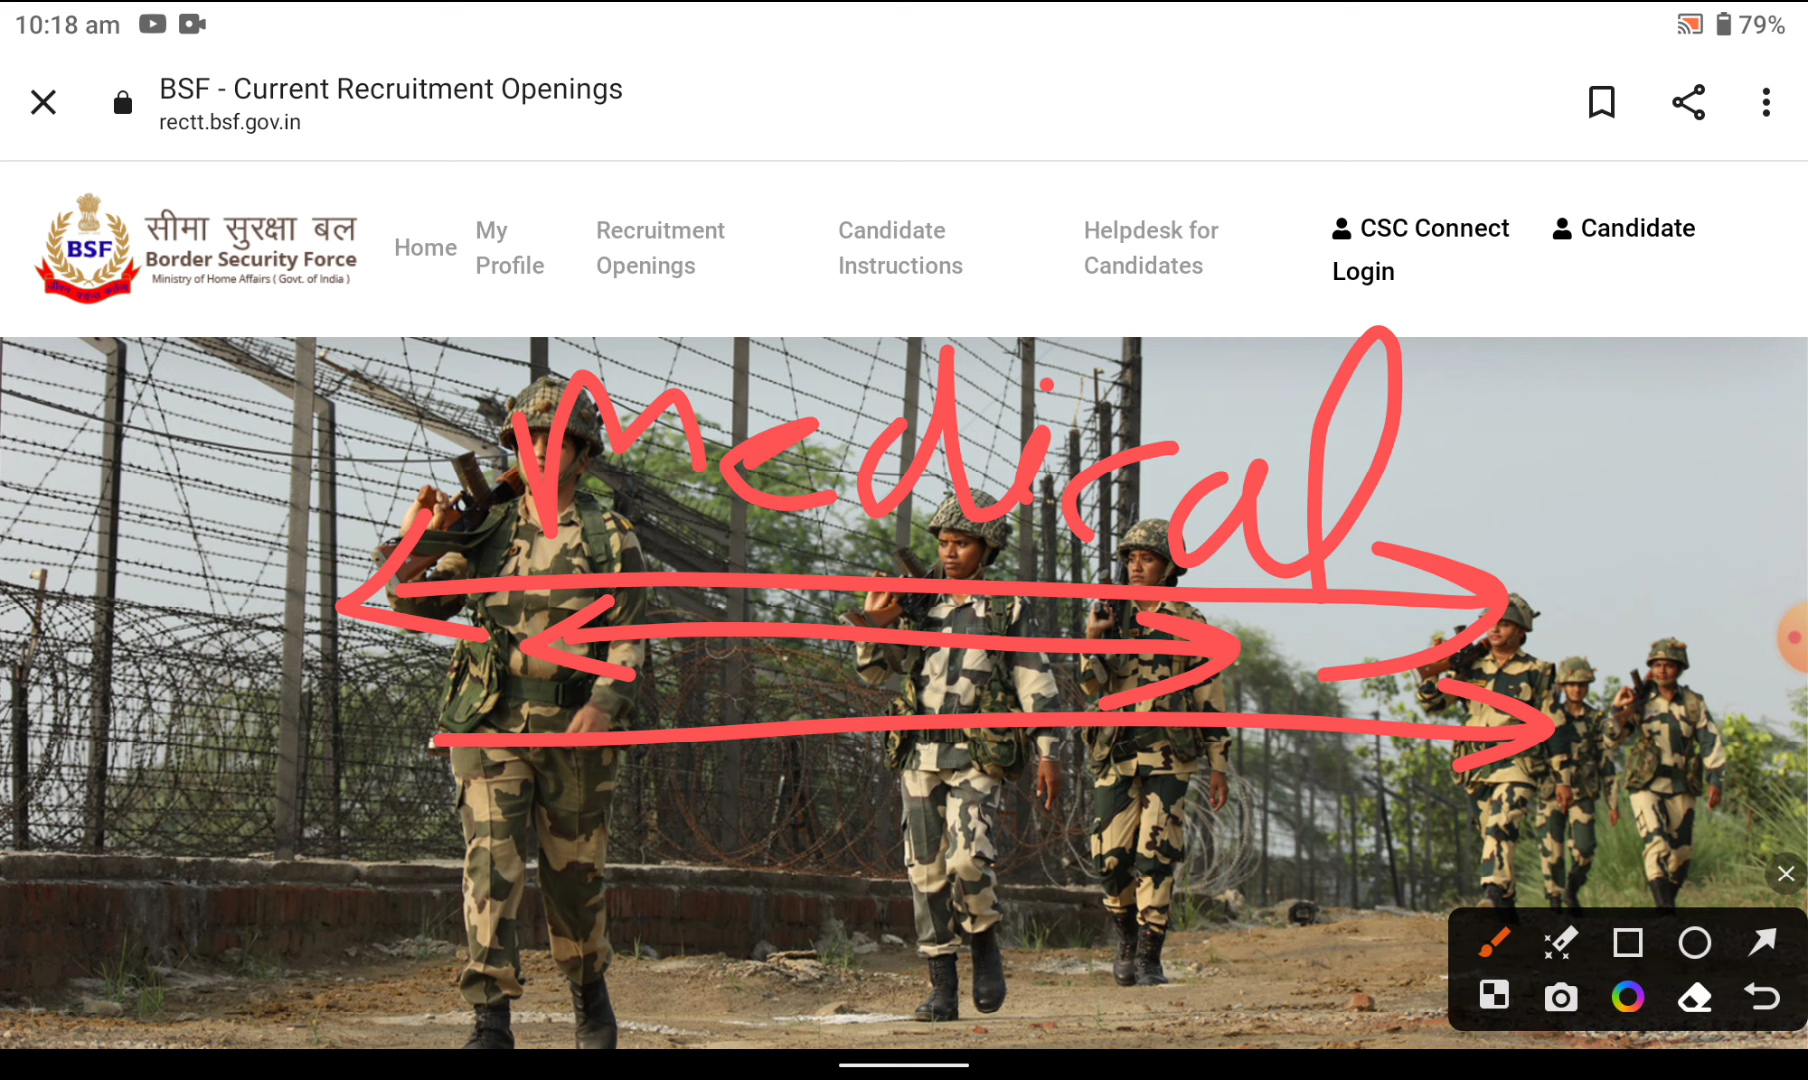 10:18 am
79%
BSF - Current Recruitment Openings
rectt.bsf.gov.in
BSF
सीमा सुरक्षा बल
Border Security Force
Ministry of Home Affairs ( Govt. of India )
Home
My Profile
Recruitment Openings
Candidate Instructions
Helpdesk for Candidates
CSC Connect Login
Candidate
medical